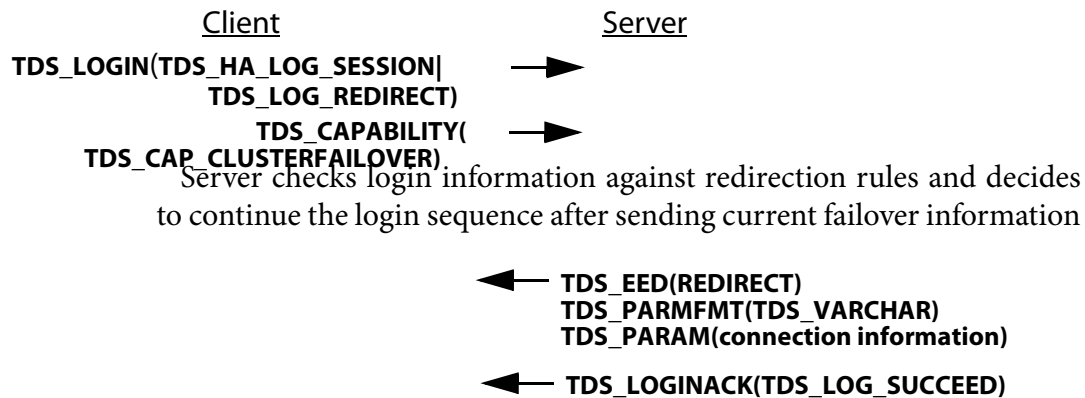 Client Server
TDS_LOGIN(TDS_HA_LOG_SESSION|
TDS_LOG_REDIRECT)
TDS_CAPABILITY(
TDS_CAP_CLUSTERFAILOVER)
Server checks login information against redirection rules and decides
to continue the login sequence after sending current failover information
TDS_EED(REDIRECT)
TDS_PARMFMT(TDS_VARCHAR)
TDS_PARAM(connection information)
TDS_LOGINACK(TDS_LOG_SUCCEED)